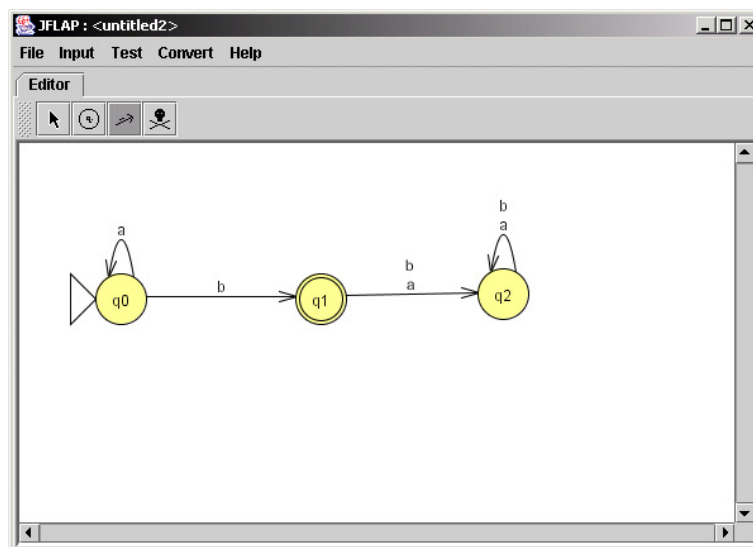 JFLAP : <untitled2>
File Input Test Convert Help
Editor
b
a
a
b
b
a
q0
q1
q2